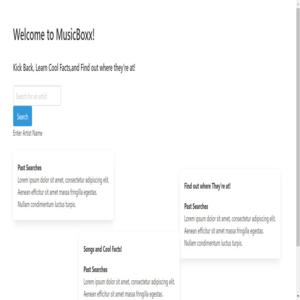 Welcome to MusicBoxx!
Kick Back, Learn Cool Facts,and Find out where they're at!
Search for an artist
Search
Enter Artist Name
Past Searches
Lorem ipsum dolor sit amet, consectetur adipiscing elit.
Aenean efficitur sit amet massa fringilla egestas.
Nullam condimentum luctus turpis.
Find out where They're at!
Past Searches
Lorem ipsum dolor sit amet, consectetur adipiscing elit.
Aenean efficitur sit amet massa fringilla egestas.
Nullam condimentum luctus turpis.
Songs and Cool Facts!
Past Searches
Lorem ipsum dolor sit amet, consectetur adipiscing elit.
Aenean efficitur sit amet massa fringilla egestas.